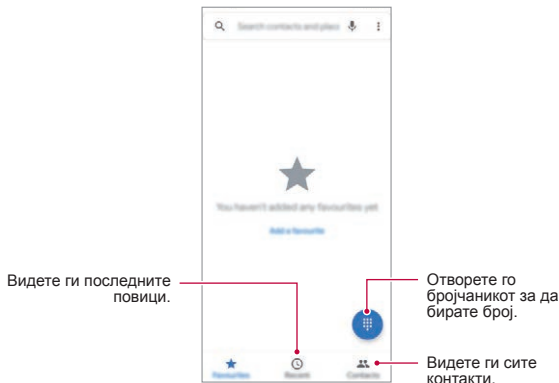 Search contacts and place
You haven't added any favourites yet
Add a favourite
Видете ги последните
повици.
Отворете го
бројчаникот за да
бирате број.
Favourites
Recent
Contacts
Видете ги сите
контакти.